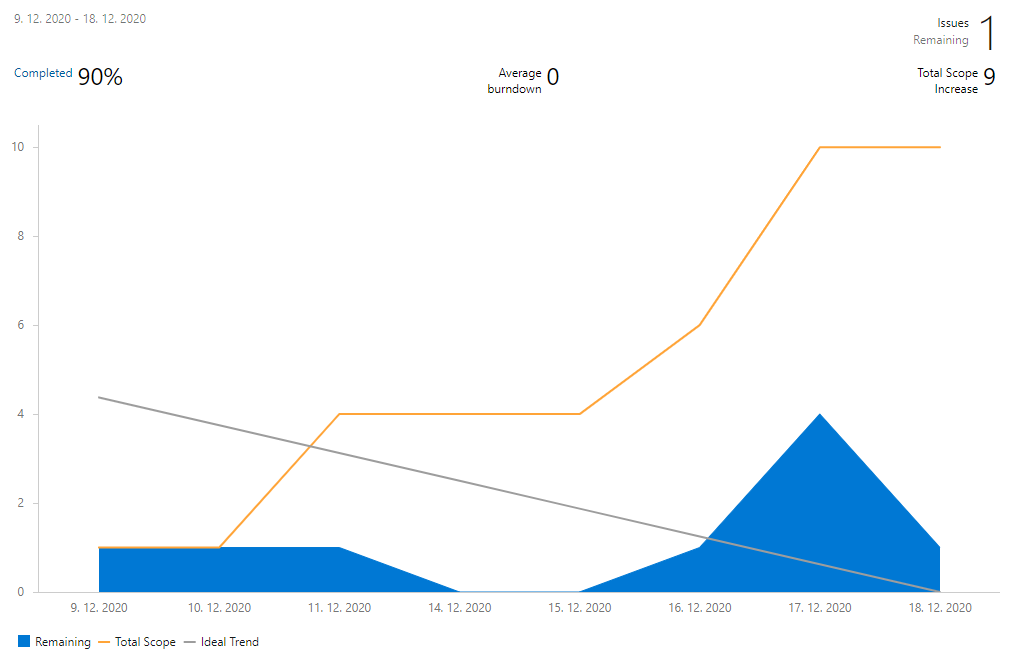 9. 12. 2020 - 18. 12. 2020
Issues
Remaining
1
Completed 90%
Average
burndown
0
Total Scope
Increase
9
10
8
6
4
2
0
9. 12. 2020 10. 12. 2020 11. 12. 2020 14. 12. 2020 15. 12. 2020 16. 12. 2020 17. 12. 2020 18. 12. 2020
Remaining Total Scope Ideal Trend